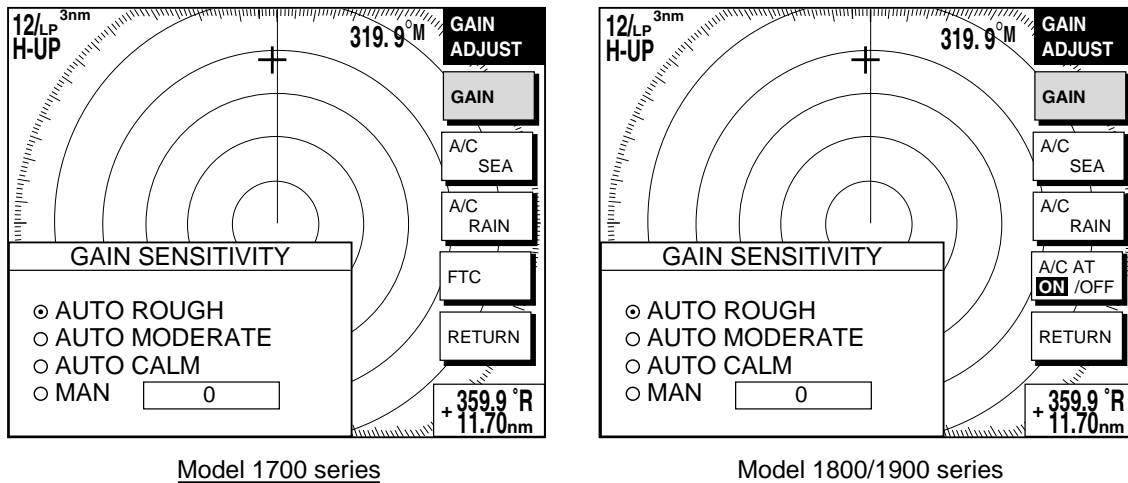 12/LP 3nm
H-UP
319.9°M
GAIN
ADJUST
GAIN
A/C
SEA
A/C
RAIN
FTC
RETURN
GAIN SENSITIVITY
AUTO ROUGH
AUTO MODERATE
AUTO CALM
MAN 0
+ 359.9 °R
11.70nm
Model 1700 series
12/LP 3nm
H-UP
319.9°M
GAIN
ADJUST
GAIN
A/C
SEA
A/C
RAIN
A/C AT
ON /OFF
RETURN
GAIN SENSITIVITY
AUTO ROUGH
AUTO MODERATE
AUTO CALM
MAN 0
+ 359.9 °R
11.70nm
Model 1800/1900 series